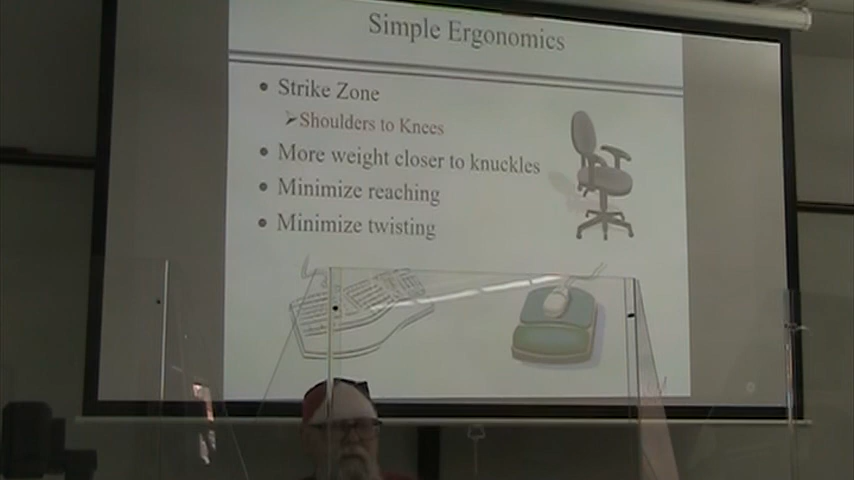 Simple Ergonomics
• Strike Zone
➢Shoulders to Knees
• More weight closer to knuckles
• Minimize reaching
• Minimize twisting